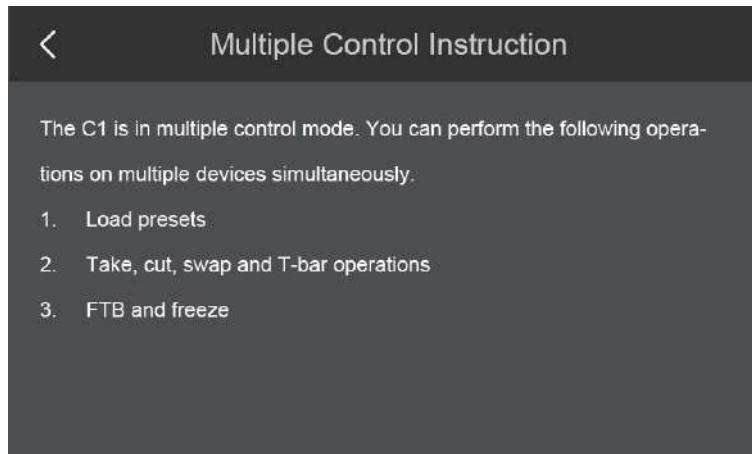 Multiple Control Instruction
The C1 is in multiple control mode. You can perform the following opera-
tions on multiple devices simultaneously.
1. Load presets
2. Take, cut, swap and T-bar operations
3. FTB and freeze